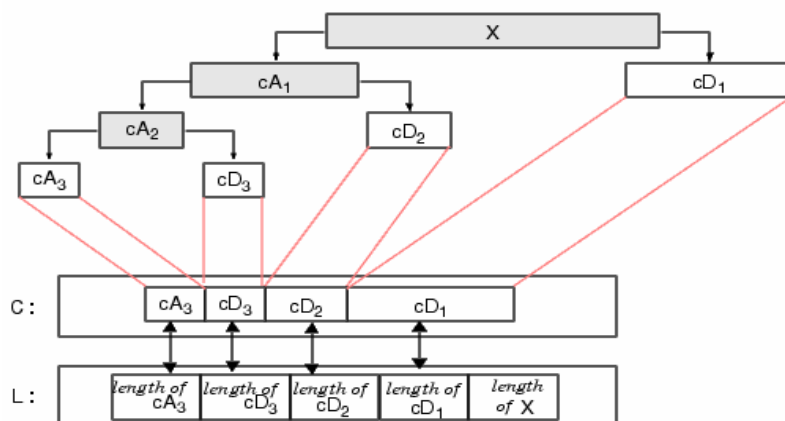 X
cA₁
cD₁
cA₂
cD₂
cA₃
cD₃
C: cA₃ cD₃ cD₂ cD₁
L: length of cA₃ length of cD₃ length of cD₂ length of cD₁ length of X